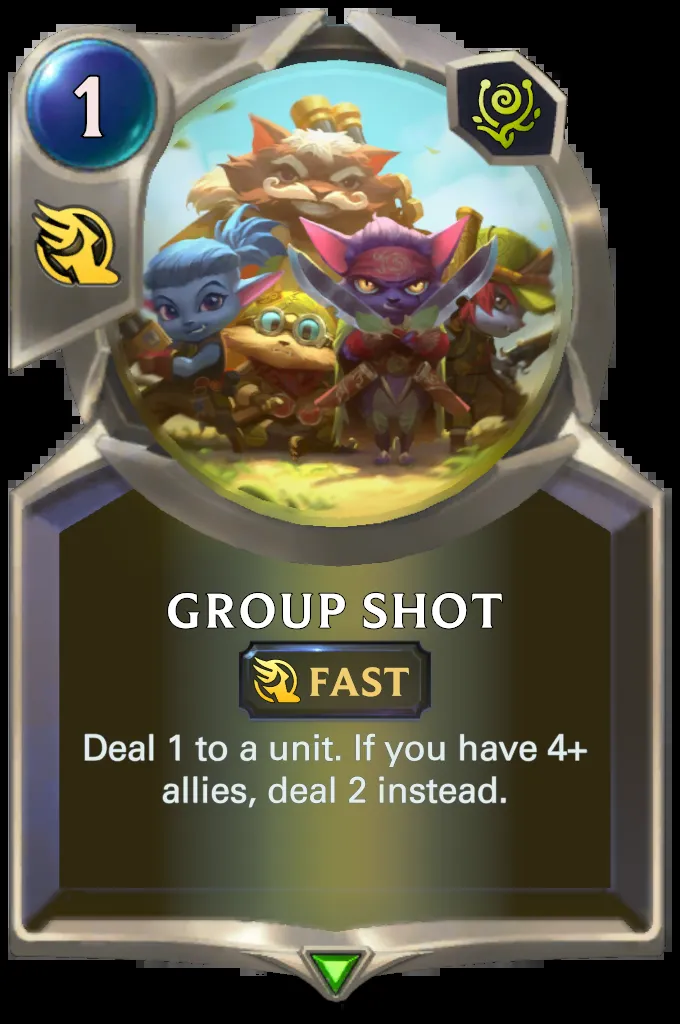 1
GROUP SHOT
FAST
Deal 1 to a unit. If you have 4+
allies, deal 2 instead.